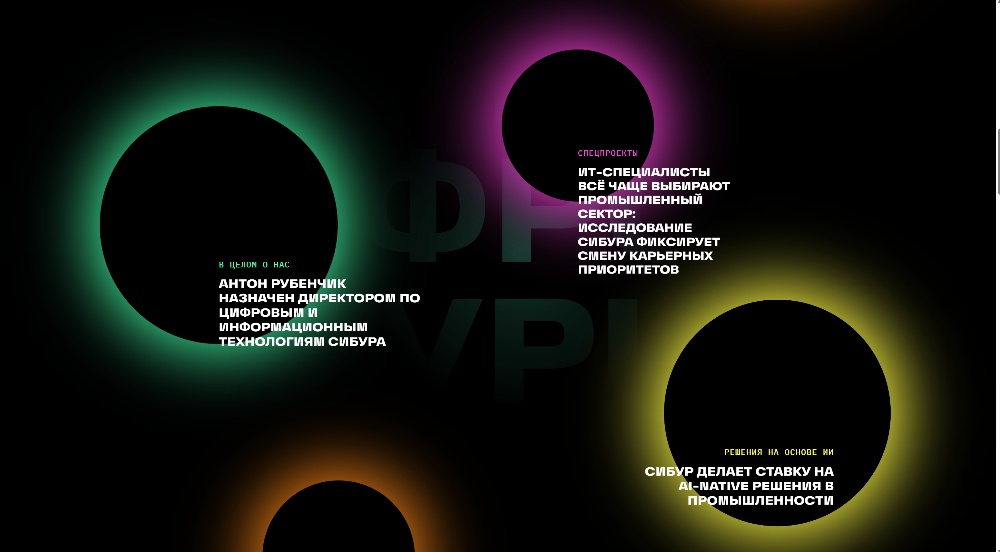 СПЕЦПРОЕКТЫ
ИТ-СПЕЦИАЛИСТЫ
ВСЁ ЧАЩЕ ВЫБИРАЮТ
ПРОМЫШЛЕННЫЙ
СЕКТОР:
ИССЛЕДОВАНИЕ
СИБУРА ФИКСИРУЕТ
СМЕНУ КАРЬЕРНЫХ
ПРИОРИТЕТОВ
В ЦЕЛОМ О НАС
АНТОН РУБЕНЧИК
НАЗНАЧЕН ДИРЕКТОРОМ ПО
ЦИФРОВЫМ И
ИНФОРМАЦИОННЫМ
ТЕХНОЛОГИЯМ СИБУРА
РЕШЕНИЯ НА ОСНОВЕ ИИ
СИБУР ДЕЛАЕТ СТАВКУ НА
AI-NATIVE РЕШЕНИЯ В
ПРОМЫШЛЕННОСТИ